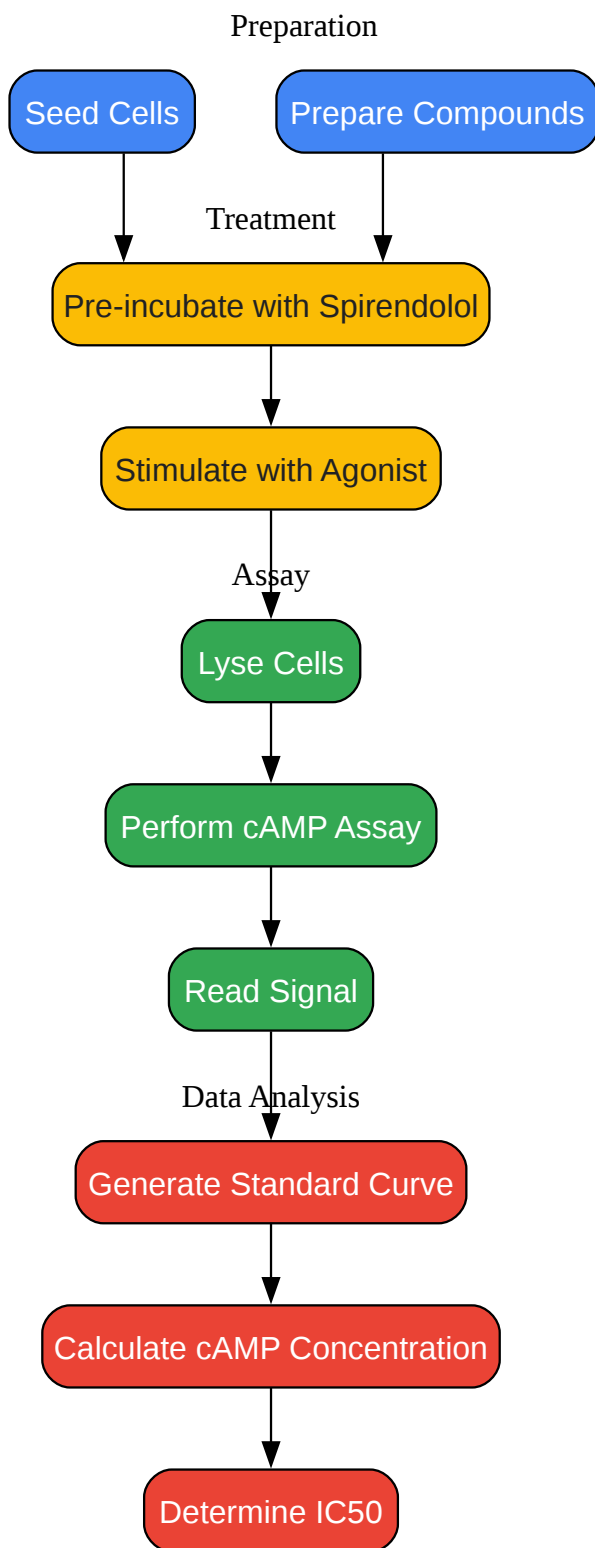 Preparation
Seed Cells
Prepare Compounds
Treatment
Pre-incubate with Spirendolol
Stimulate with Agonist
Assay
Lyse Cells
Perform cAMP Assay
Read Signal
Data Analysis
Generate Standard Curve
Calculate cAMP Concentration
Determine IC50